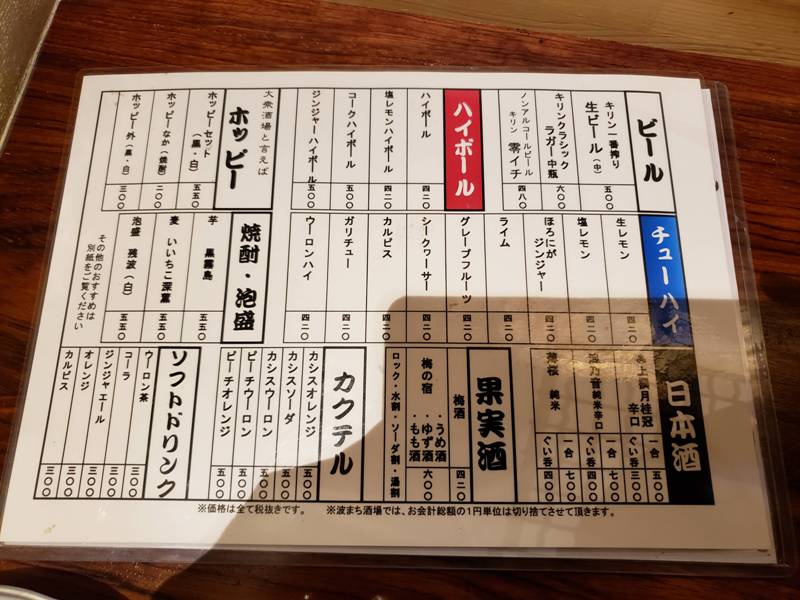 ビール
キリン一番搾り
生ビール(中)
五〇〇
キリンクラシック
ラガー中瓶
六〇〇
ノンアルコールビール
キリン 零イチ
四八〇
ハイボール
ハイボール
四二〇
塩レモンハイボール
四二〇
コークハイボール
五〇〇
ジンジャーハイボール
五〇〇
大衆酒場と言えば
ホッピー
ホッピーセット
(黒・白)
五五〇
ホッピーなか(焼酎)
二〇〇
ホッピー外(黒・白)
三〇〇
チューハイ
生レモン
四二〇
塩レモン
四二〇
ほろにが
ジンジャー
四二〇
ライム
四二〇
グレープフルーツ
四二〇
シークヮーサー
四二〇
カルピス
四二〇
ガリチュー
四二〇
ウーロンハイ
四二〇
焼酎・泡盛
芋 黒霧島
五五〇
麦 いいちこ深薫
五五〇
泡盛 残波(白)
五五〇
その他のおすすめは
別紙をご覧ください
日本酒
月桂冠
辛口
一合 五〇〇
ぐい呑 三〇〇
純米辛口
一合 七〇〇
ぐい呑 四〇〇
薄桜 純米
一合 七〇〇
ぐい呑 四〇〇
果実酒
梅酒
四二〇
梅の宿
・うめ酒
・ゆず酒
・もも酒
六〇〇
ロック・水割・ソーダ割・湯割
カクテル
カシスオレンジ
五〇〇
カシスソーダ
五〇〇
カシスウーロン
五〇〇
ピーチウーロン
五〇〇
ピーチオレンジ
五〇〇
ソフトドリンク
ウーロン茶
三〇〇
コーラ
三〇〇
ジンジャエール
三〇〇
オレンジ
三〇〇
カルピス
三〇〇
※価格は全て税抜きです。 ※波まち酒場では、お会計総額の1円単位は切り捨てさせて頂きます。